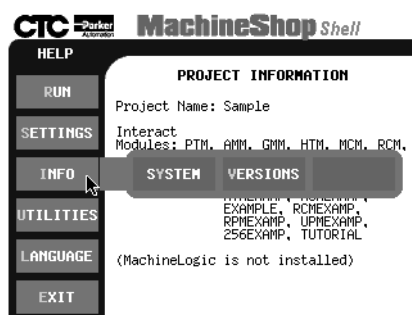 CTC Parker Automation MachineShop Shell
HELP
RUN
SETTINGS
INFO
UTILITIES
LANGUAGE
EXIT
PROJECT INFORMATION
Project Name: Sample
Interact
Modules: PTM, AMM, GMM, HTM, MCM, RCM,
SYSTEM VERSIONS
EXAMPLE, RCMEXAMP,
RPMEXAMP, UPMEXAMP,
256EXAMP, TUTORIAL
(MachineLogic is not installed)